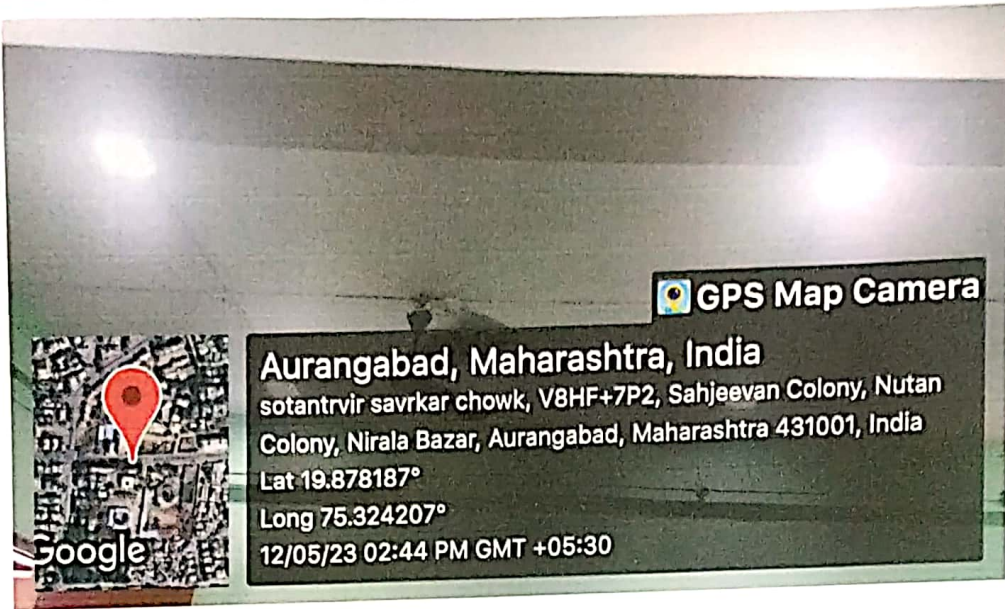 GPS Map Camera
Aurangabad, Maharashtra, India
sotantrvir savrkar chowk, V8HF+7P2, Sahjeevan Colony, Nutan
Colony, Nirala Bazar, Aurangabad, Maharashtra 431001, India
Lat 19.878187°
Long 75.324207°
12/05/23 02:44 PM GMT +05:30
Google